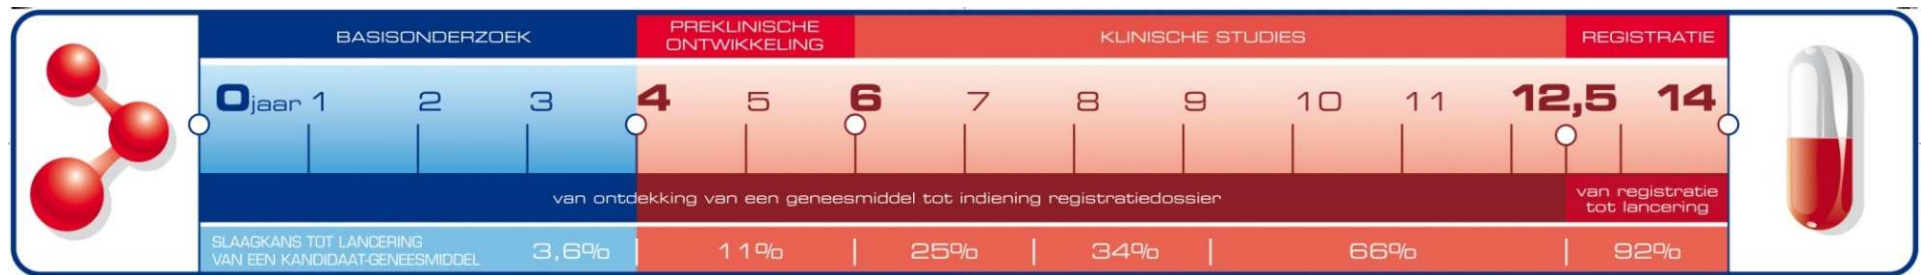 BASISONDERZOEK
PREKLINISCHE
ONTWIKKELING
KLINISCHE STUDIES
REGISTRATIE
0 jaar 1 2 3 4 5 6 7 8 9 10 11 12,5 14
van ontdekking van een geneesmiddel tot indiening registratiedossier
van registratie
tot lancering
SLAAGKANS TOT LANCERING
VAN EEN KANDIDAAT-GENEESMIDDEL
3,6% 11% 25% 34% 66% 92%